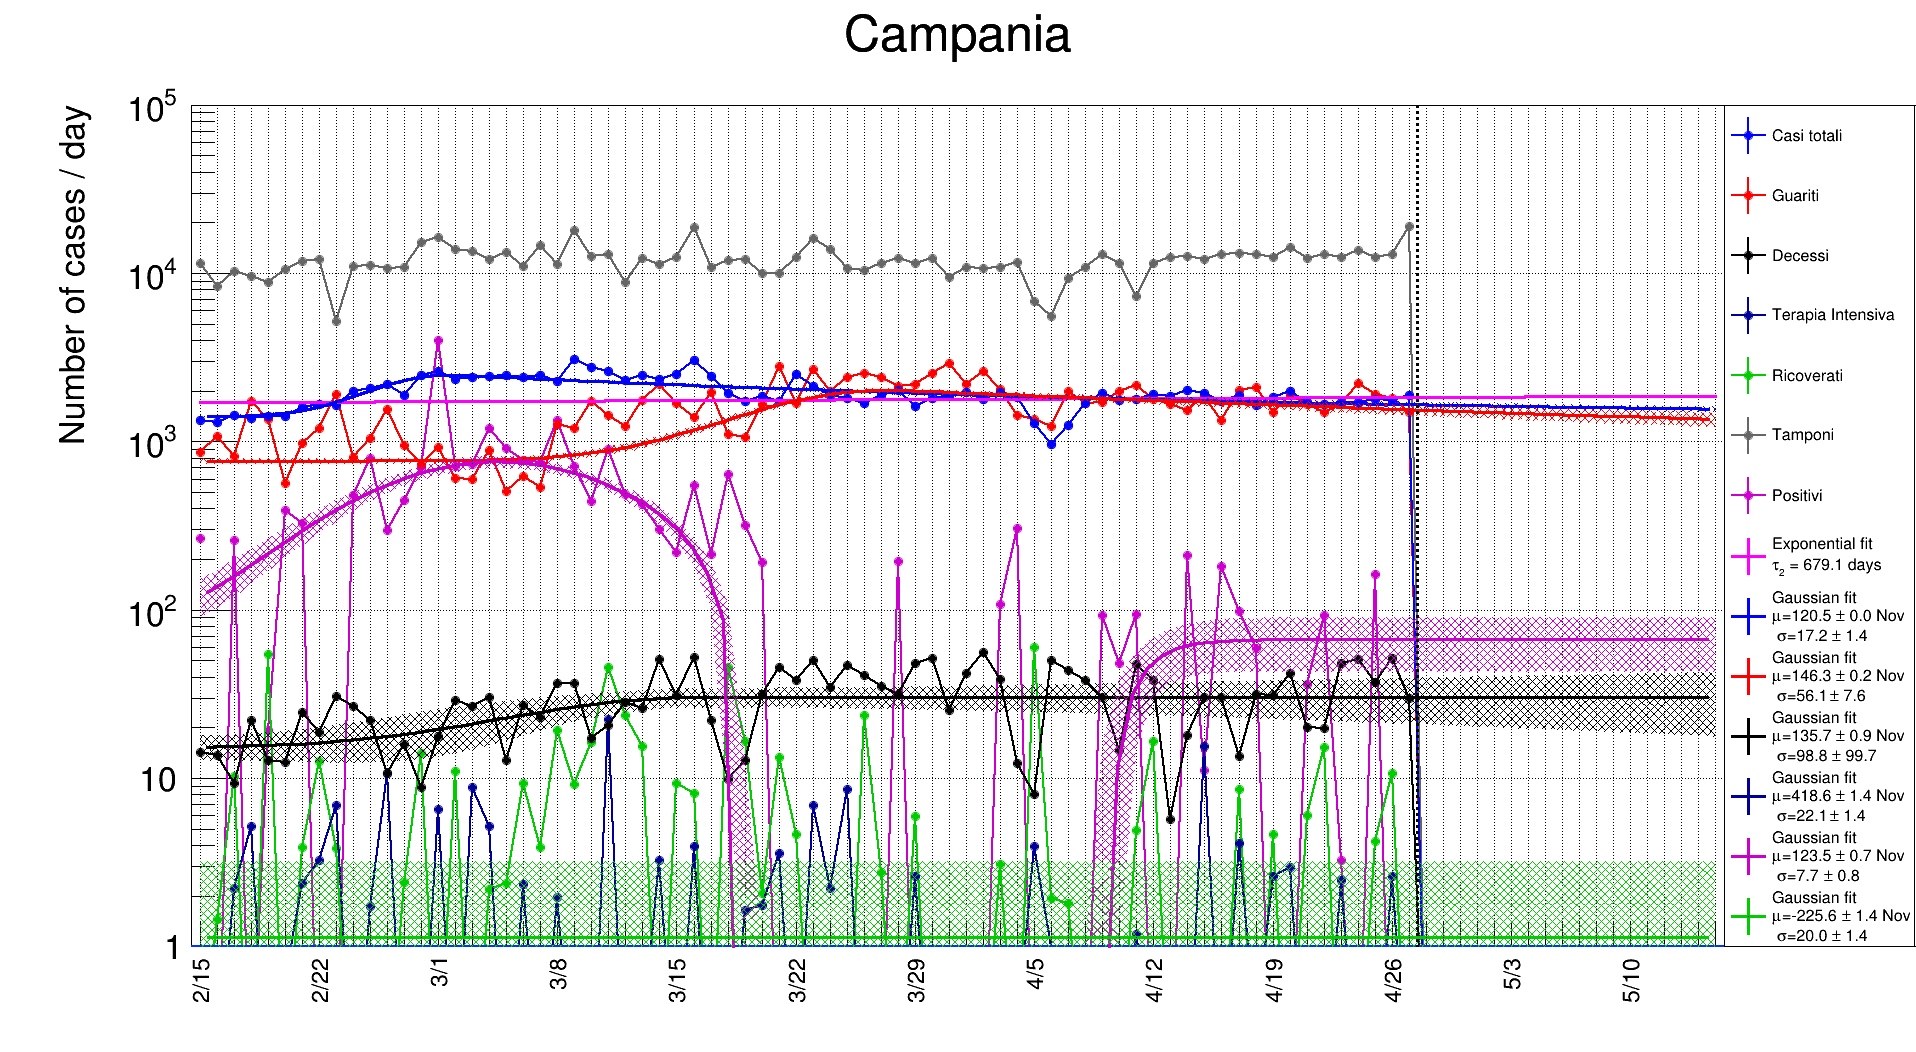 Campania
Number of cases / day
10^5
10^4
10^3
10^2
10
1
2/15
2/22
3/1
3/8
3/15
3/22
3/29
4/5
4/12
4/19
4/26
5/3
5/10
Casi totali
Guariti
Decessi
Terapia Intensiva
Ricoverati
Tamponi
Positivi
Exponential fit
τ₂ = 679.1 days
Gaussian fit
μ=120.5 ± 0.0 Nov
σ=17.2 ± 1.4
Gaussian fit
μ=146.3 ± 0.2 Nov
σ=56.1 ± 7.6
Gaussian fit
μ=135.7 ± 0.9 Nov
σ=98.8 ± 99.7
Gaussian fit
μ=418.6 ± 1.4 Nov
σ=22.1 ± 1.4
Gaussian fit
μ=123.5 ± 0.7 Nov
σ=7.7 ± 0.8
Gaussian fit
μ=-225.6 ± 1.4 Nov
σ=20.0 ± 1.4